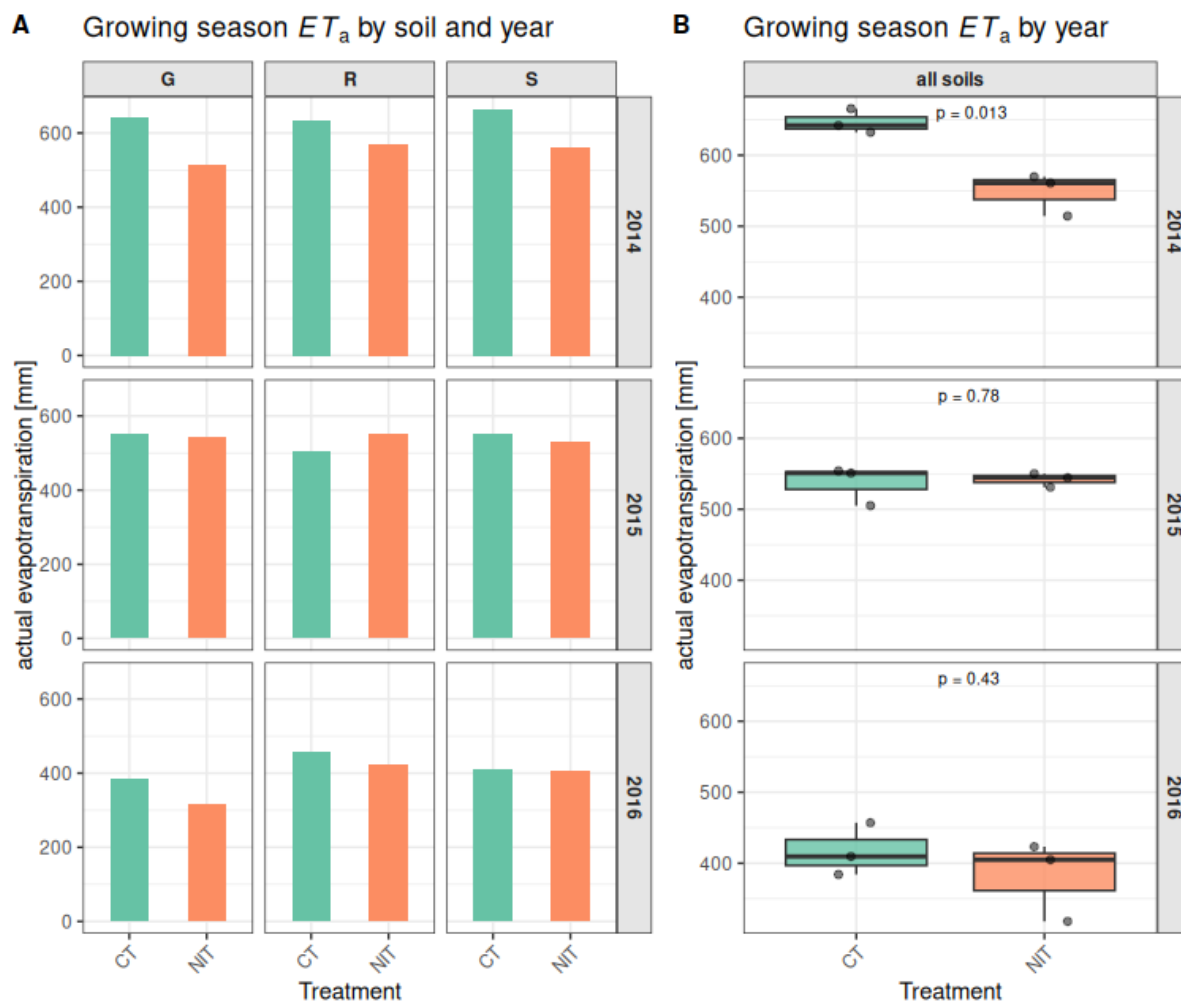 A
Growing season ETa by soil and year
G
R
S
600
400
200
0
2014
600
400
200
0
2015
600
400
200
0
2016
actual evapotranspiration [mm]
CT
NIT
CT
NIT
CT
NIT
Treatment
B
Growing season ETa by year
all soils
p = 0.013
600
500
400
2014
p = 0.78
600
500
400
2015
p = 0.43
600
500
400
2016
actual evapotranspiration [mm]
CT
NIT
Treatment